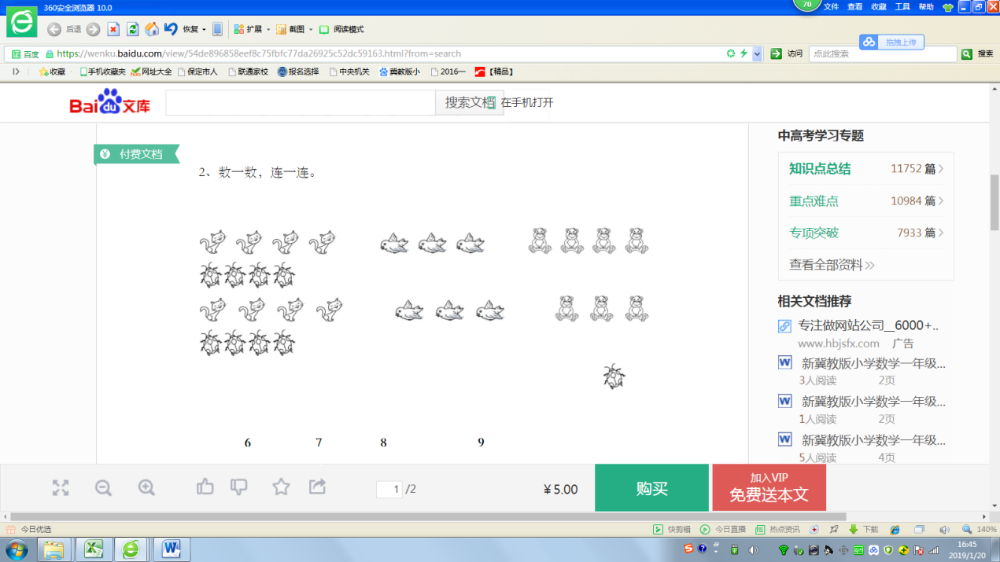 360安全浏览器 10.0
70
文件 查看 收藏 工具 帮助
后退 恢复 扩展 截图 阅读模式
拖拽上传
百度 https://wenku.baidu.com/view/54de896858eef8c75fbfc77da26925c52dc59163.html?from=search 访问 点此搜索 搜索
收藏 手机收藏夹 网址大全 保定市人 联通家校 报名选择 中央机关 冀教版小 2016一 【精品】
Bai du 文库 搜索文档 在手机打开
付费文档
2、数一数，连一连。
6 7 8 9
中高考学习专题
知识点总结 11752 篇
重点难点 10984 篇
专项突破 7933 篇
查看全部资料
相关文档推荐
专注做网站公司__6000+..
www.hbjsfx.com 广告
新冀教版小学数学一年级...
3人阅读 2页
新冀教版小学数学一年级...
1人阅读 2页
新冀教版小学数学一年级...
5人阅读 4页
1 /2 ¥5.00 购买 加入VIP
免费送本文
今日优选 快剪辑 今日直播 热点资讯 下载 140%
16:45
2019/1/20